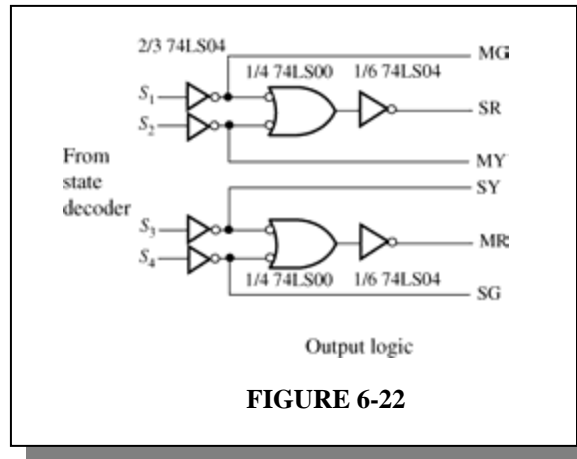 2/3 74LS04
MG
1/4 74LS00 1/6 74LS04
S1
SR
S2
From
state
decoder
MY
SY
S3
MR
S4
1/4 74LS00 1/6 74LS04
SG
Output logic
FIGURE 6-22